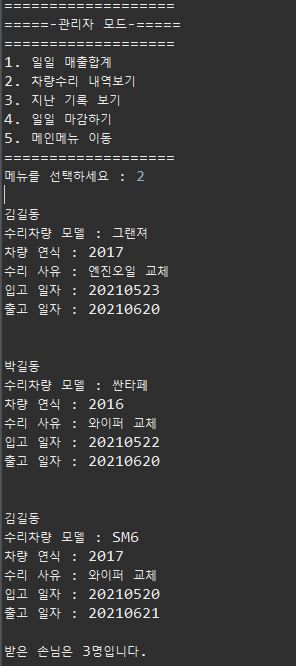 ===================
=====-관리자 모드-=====
===================
1. 일일 매출합계
2. 차량수리 내역보기
3. 지난 기록 보기
4. 일일 마감하기
5. 메인메뉴 이동
===================
메뉴를 선택하세요 : 2
김길동
수리차량 모델 : 그랜져
차량 연식 : 2017
수리 사유 : 엔진오일 교체
입고 일자 : 20210523
출고 일자 : 20210620
박길동
수리차량 모델 : 싼타페
차량 연식 : 2016
수리 사유 : 와이퍼 교체
입고 일자 : 20210522
출고 일자 : 20210620
김길동
수리차량 모델 : SM6
차량 연식 : 2017
수리 사유 : 와이퍼 교체
입고 일자 : 20210520
출고 일자 : 20210621
받은 손님은 3명입니다.